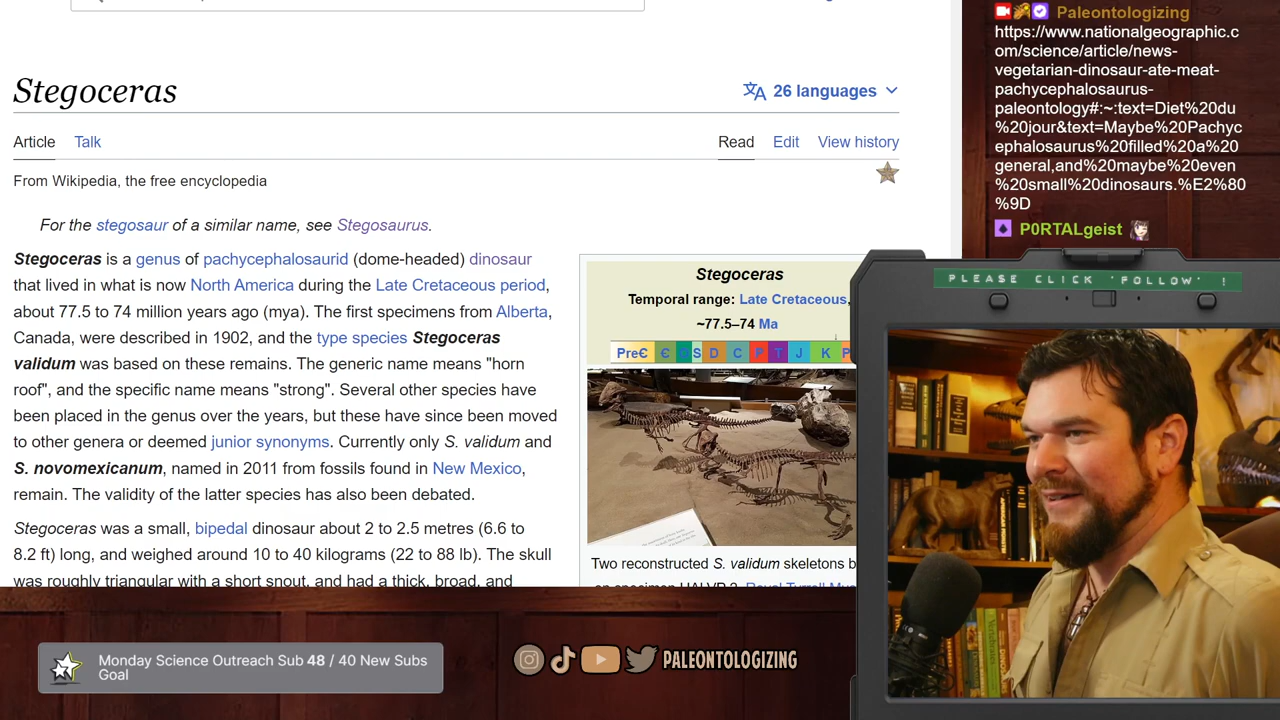 Stegoceras
26 languages
Article Talk
Read Edit View history
From Wikipedia, the free encyclopedia
For the stegosaur of a similar name, see Stegosaurus.
Stegoceras is a genus of pachycephalosaurid (dome-headed) dinosaur
that lived in what is now North America during the Late Cretaceous period,
about 77.5 to 74 million years ago (mya). The first specimens from Alberta,
Canada, were described in 1902, and the type species Stegoceras
validum was based on these remains. The generic name means "horn
roof", and the specific name means "strong". Several other species have
been placed in the genus over the years, but these have since been moved
to other genera or deemed junior synonyms. Currently only S. validum and
S. novomexicanum, named in 2011 from fossils found in New Mexico,
remain. The validity of the latter species has also been debated.
Stegoceras was a small, bipedal dinosaur about 2 to 2.5 metres (6.6 to
8.2 ft) long, and weighed around 10 to 40 kilograms (22 to 88 lb). The skull
was roughly triangular with a short snout, and had a thick, broad, and
Stegoceras
Temporal range: Late Cretaceous,
~77.5–74 Ma
PreꞒ Ꞓ O S D C P T J K P
Two reconstructed S. validum skeletons b
on specimen UALVP 2, Royal Tyrrell
Paleontologizing
https://www.nationalgeographic.c
om/science/article/news-
vegetarian-dinosaur-ate-meat-
pachycephalosaurus-
paleontology#:~:text=Diet%20du
%20jour&text=Maybe%20Pachyc
ephalosaurus%20filled%20a%20
general,and%20maybe%20even
%20small%20dinosaurs.%E2%80
%9D
P0RTALgeist
PLEASE CLICK 'FOLLOW' !
Monday Science Outreach Sub 48 / 40 New Subs
Goal
PALEONTOLOGIZING